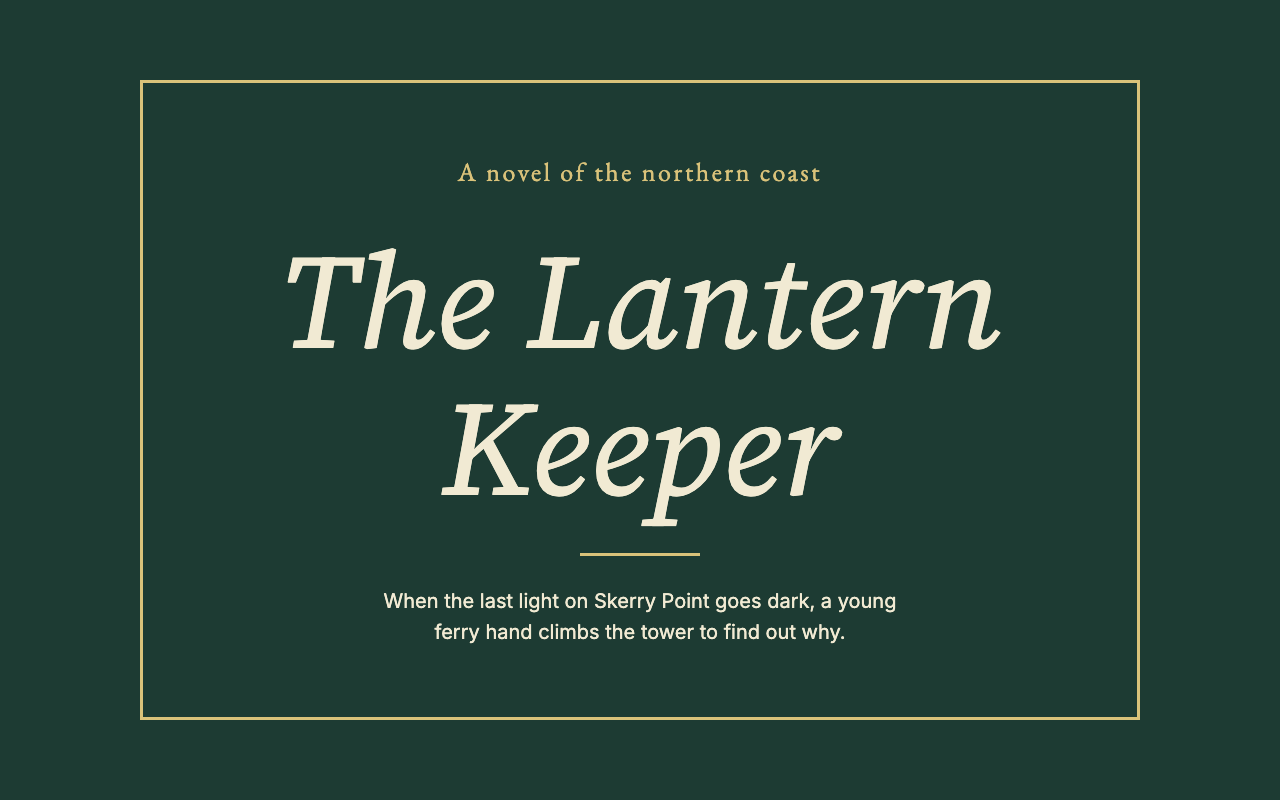 A novel of the northern coast
The Lantern
Keeper
When the last light on Skerry Point goes dark, a young
ferry hand climbs the tower to find out why.